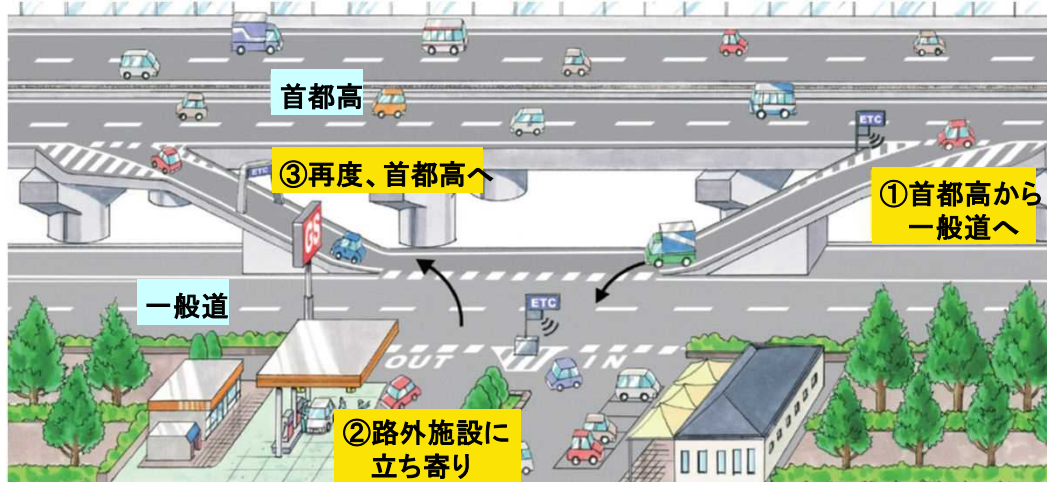 首都高
ETC
③再度、首都高へ
ETC
①首都高から
一般道へ
GS
一般道
ETC
OUT
IN
②路外施設に
立ち寄り